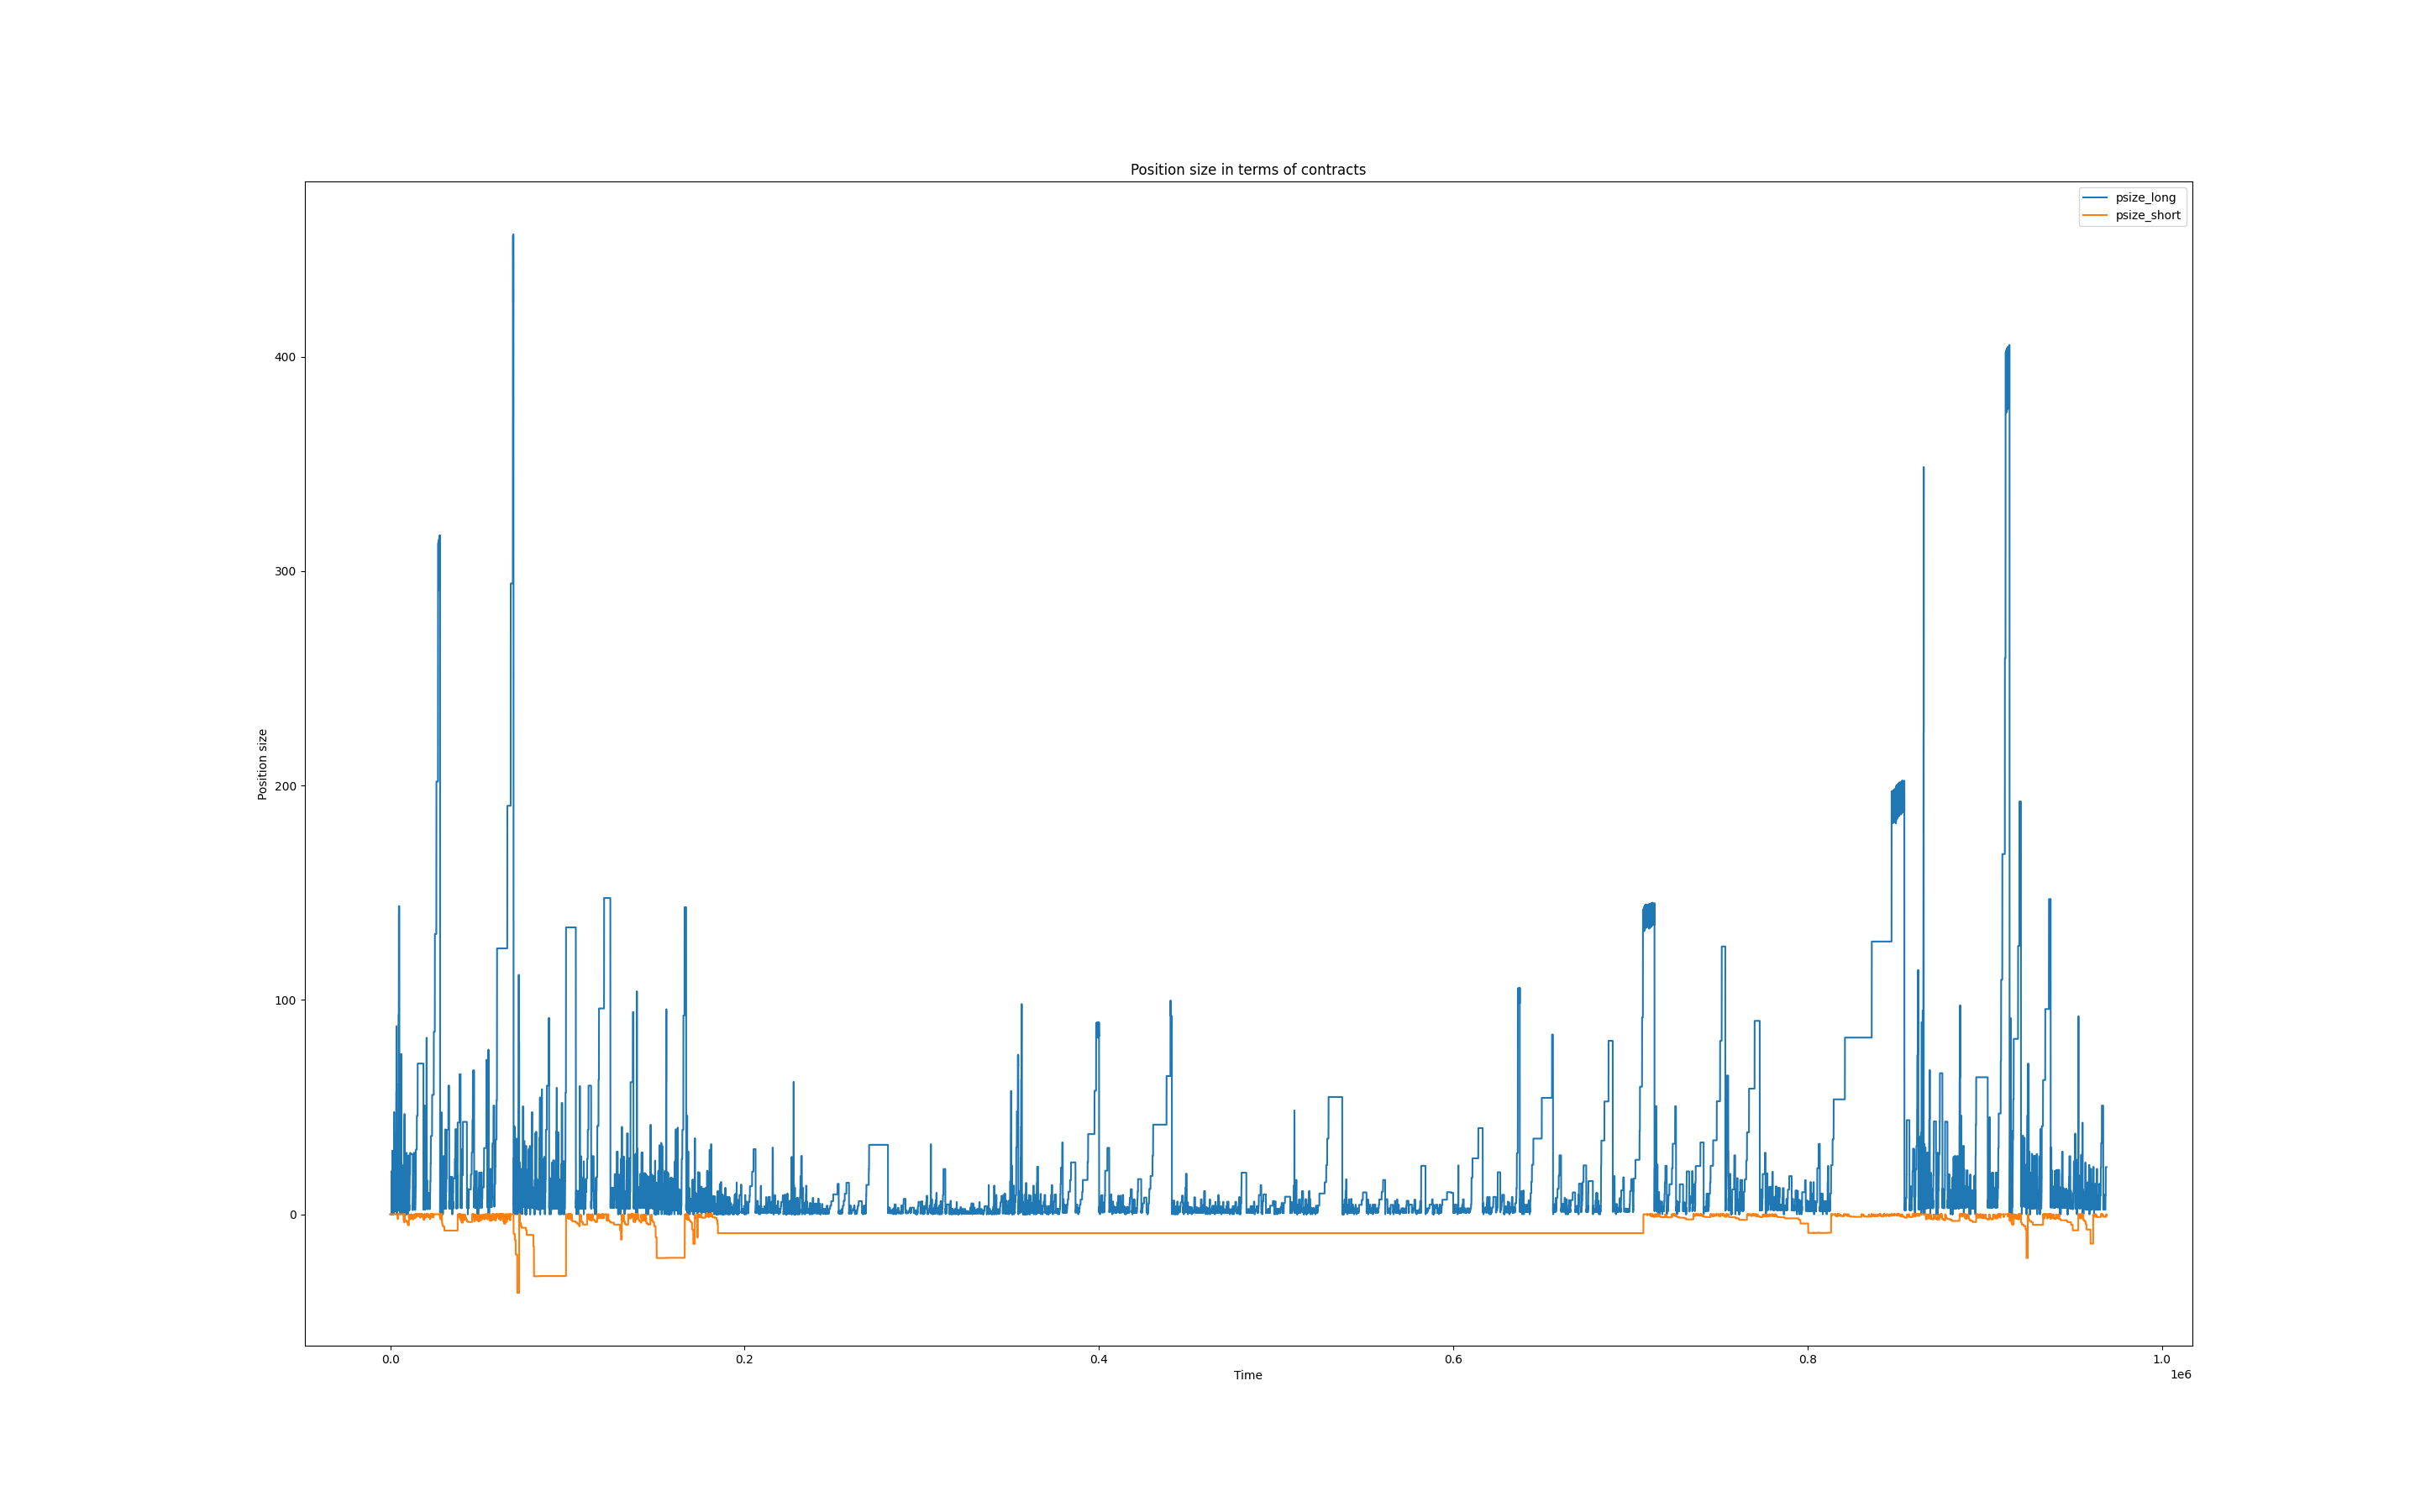 Position size in terms of contracts
psize_long
psize_short
Position size
400
300
200
100
0
0.0
0.2
0.4
0.6
0.8
1.0
1e6
Time